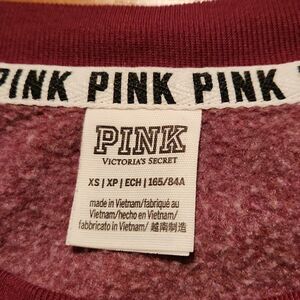 PINK PINK PINK
PINK
VICTORIA'S SECRET
XS | XP | ECH | 165/84A
made in Vietnam/fabriqué au
Vietnam/hecho en Vietnam/
fabbricato in Vietnam/ 越南制造